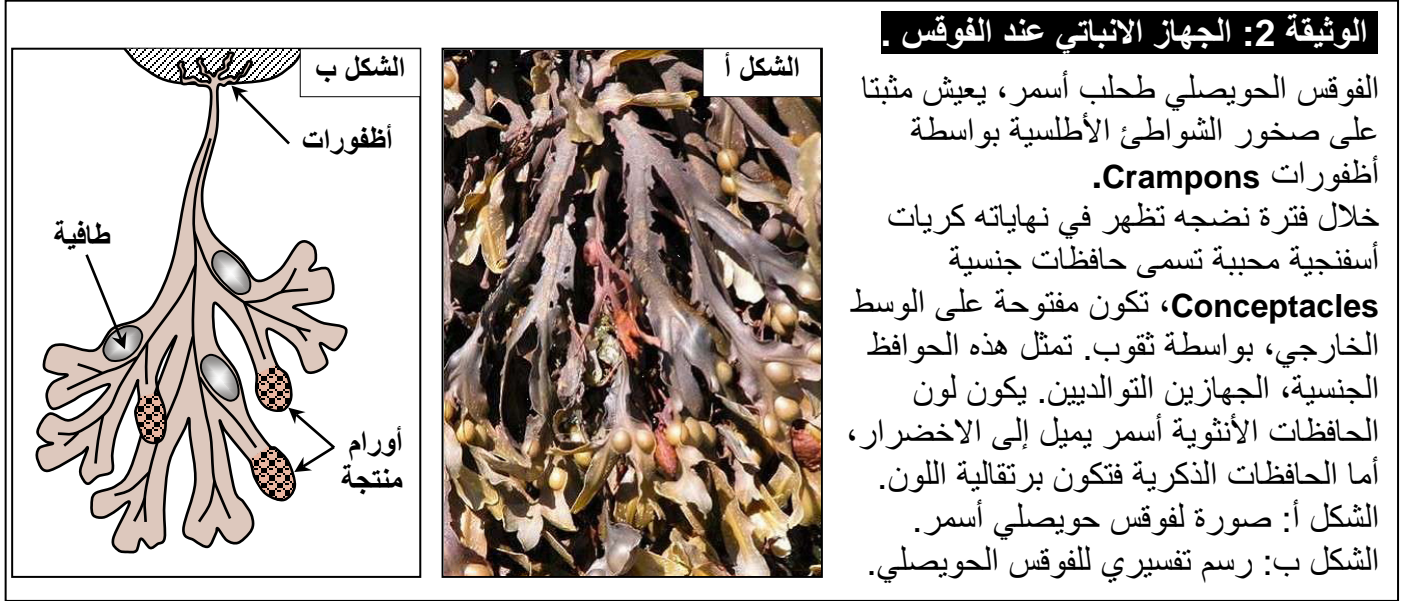 الوثيقة 2: الجهاز الانباتي عند الفوقس .
الفوقس الحويصلي طحلب أسمر، يعيش مثبتا
على صخور الشواطئ الأطلسية بواسطة
أظفورات Crampons.
خلال فترة نضجه تظهر في نهاياته كريات
أسفنجية محببة تسمى حافظات جنسية
Conceptacles، تكون مفتوحة على الوسط
الخارجي، بواسطة ثقوب. تمثل هذه الحوافظ
الجنسية، الجهازين التوالديين. يكون لون
الحافظات الأنثوية أسمر يميل إلى الاخضرار،
أما الحافظات الذكرية فتكون برتقالية اللون.
الشكل أ: صورة لفوقس حويصلي أسمر.
الشكل ب: رسم تفسيري للفوقس الحويصلي.
الشكل أ
الشكل ب
أظفورات
طافية
أورام
منتجة